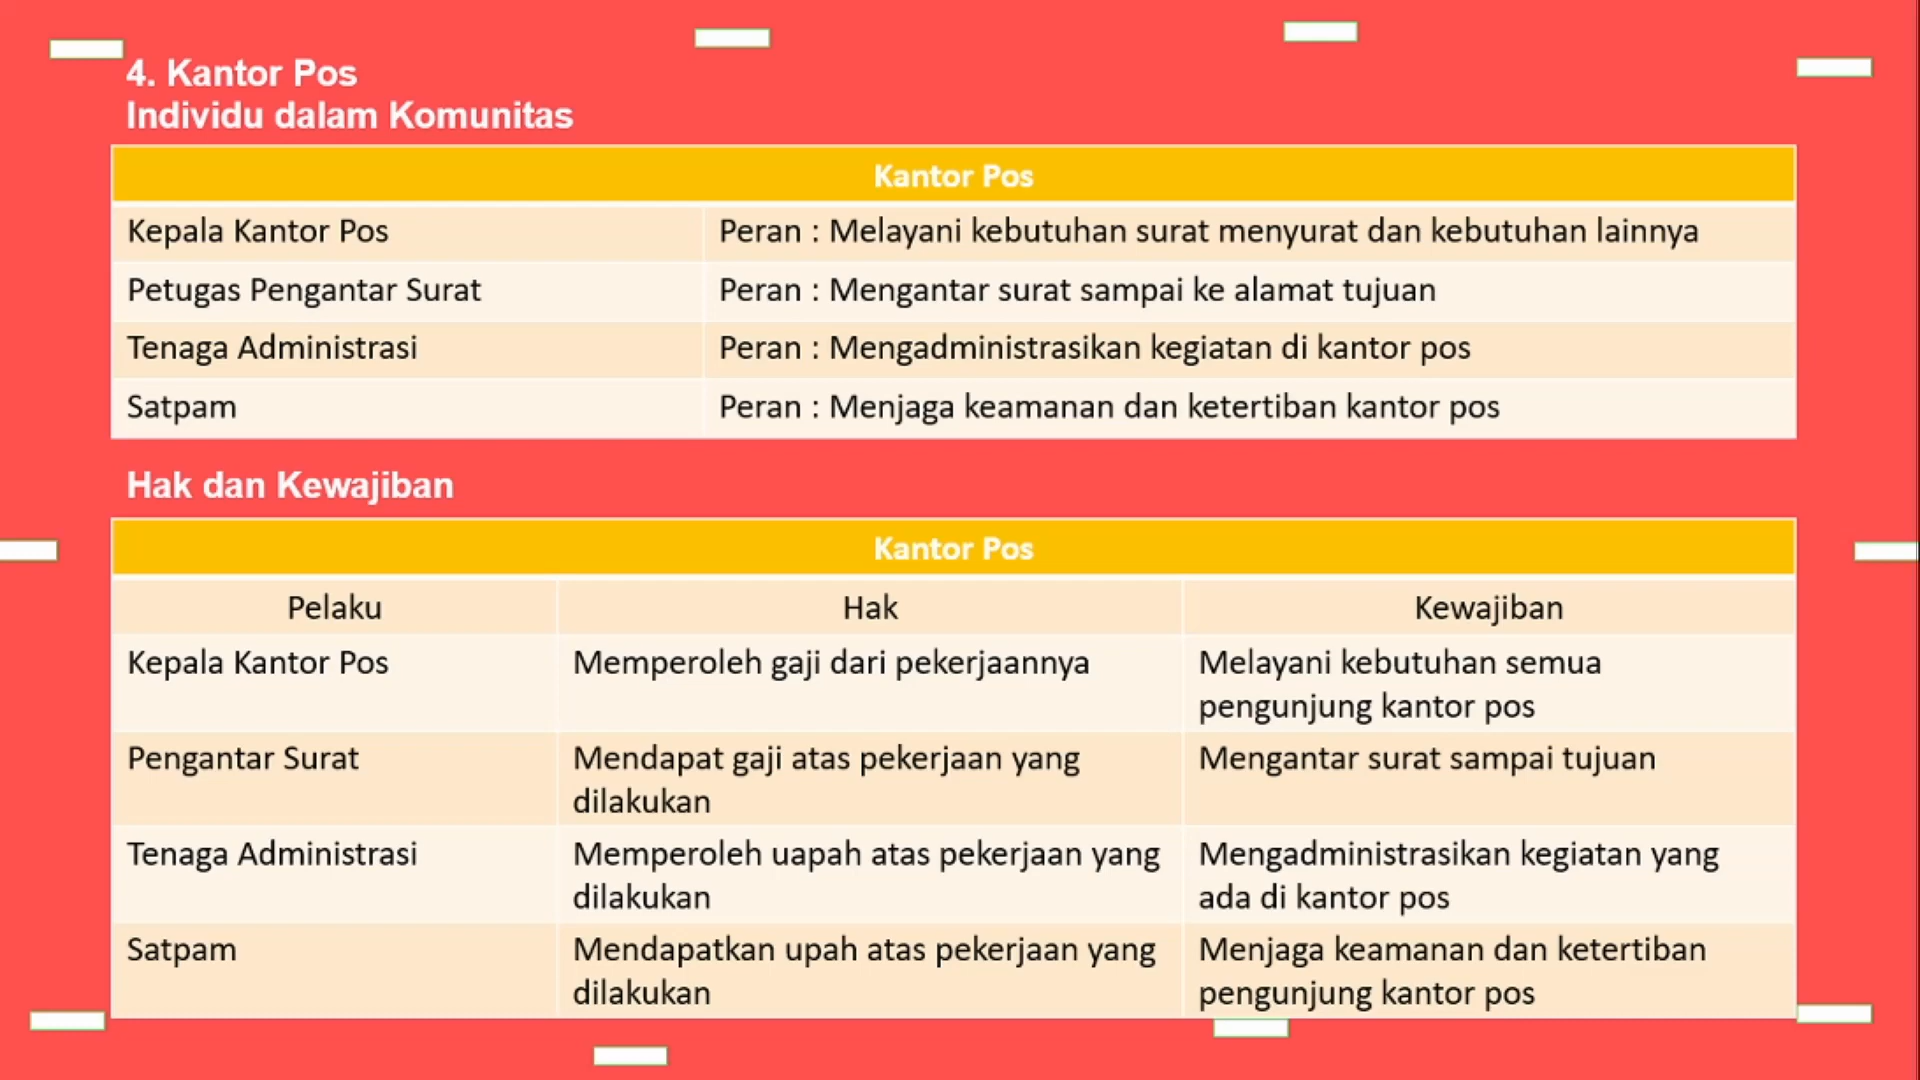 4. Kantor Pos
Individu dalam Komunitas
Kantor Pos
Kepala Kantor Pos
Peran : Melayani kebutuhan surat menyurat dan kebutuhan lainnya
Petugas Pengantar Surat
Peran : Mengantar surat sampai ke alamat tujuan
Tenaga Administrasi
Peran : Mengadministrasikan kegiatan di kantor pos
Satpam
Peran : Menjaga keamanan dan ketertiban kantor pos
Hak dan Kewajiban
Kantor Pos
Pelaku
Hak
Kewajiban
Kepala Kantor Pos
Memperoleh gaji dari pekerjaannya
Melayani kebutuhan semua
pengunjung kantor pos
Pengantar Surat
Mendapat gaji atas pekerjaan yang
dilakukan
Mengantar surat sampai tujuan
Tenaga Administrasi
Memperoleh uapah atas pekerjaan yang
dilakukan
Mengadministrasikan kegiatan yang
ada di kantor pos
Satpam
Mendapatkan upah atas pekerjaan yang
dilakukan
Menjaga keamanan dan ketertiban
pengunjung kantor pos